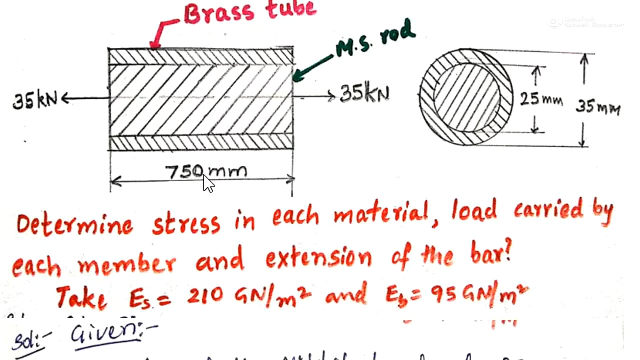 Brass tube
M.S. rod
35kN 35kN
25mm 35mm
750mm
Determine stress in each material, load carried by
each member and extension of the bar?
Take Es = 210 GN/m² and Eb = 95 GN/m²
Sol:- Given:-